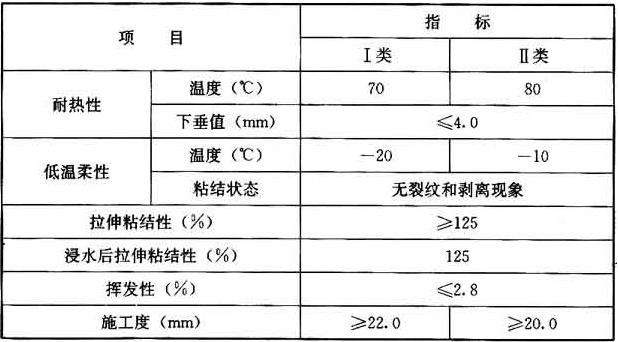 项 目 指 标
Ⅰ类 Ⅱ类
耐热性 温度（℃） 70 80
下垂值（mm） ≤4.0
低温柔性 温度（℃） －20 －10
粘结状态 无裂纹和剥离现象
拉伸粘结性（%） ≥125
浸水后拉伸粘结性（%） 125
挥发性（%） ≤2.8
施工度（mm） ≥22.0 ≥20.0